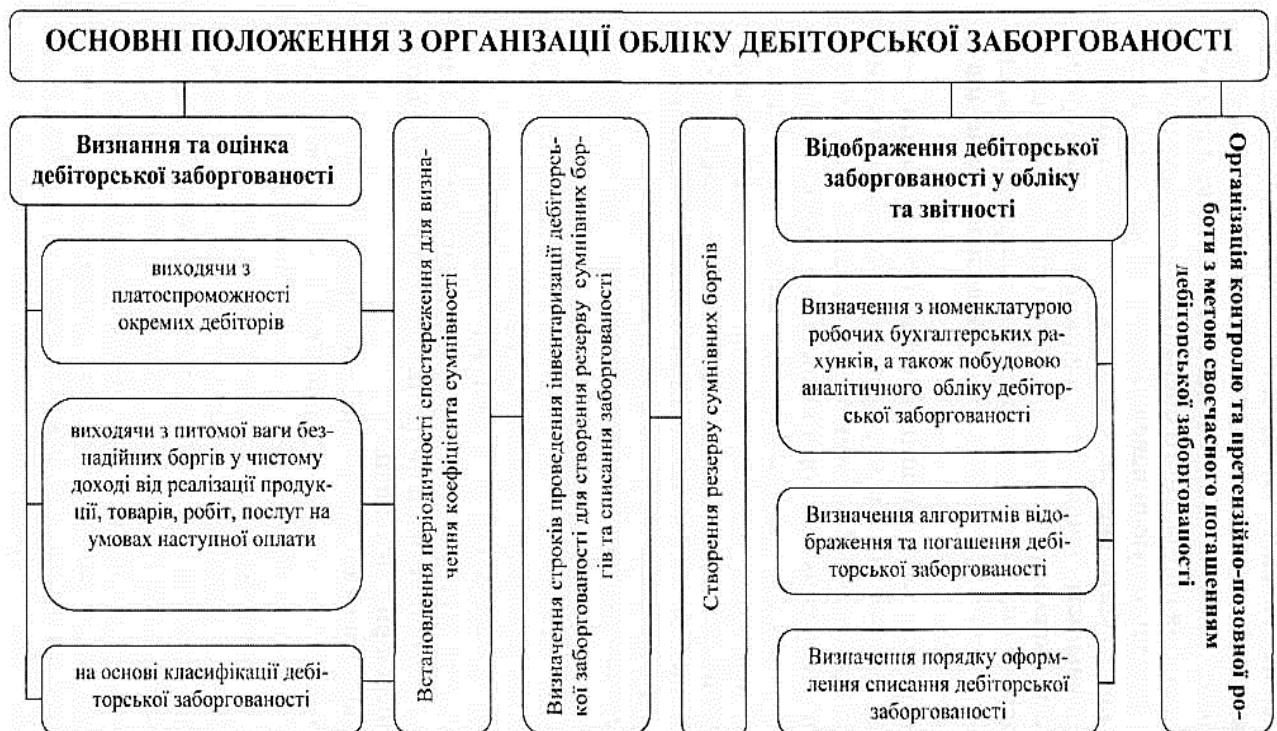 ОСНОВНІ ПОЛОЖЕННЯ З ОРГАНІЗАЦІЇ ОБЛІКУ ДЕБІТОРСЬКОЇ ЗАБОРГОВАНОСТІ
Визнання та оцінка
дебіторської заборгованості
виходячи з
платоспроможності
окремих дебіторів
виходячи з питомої ваги без-
надійних боргів у чистому
доході від реалізації продук-
ції, товарів, робіт, послуг на
умовах наступної оплати
на основі класифікації дебі-
торської заборгованості
Встановлення періодичності спостереження для визна-
чення коефіцієнта сумнівності
Визначення строків проведення інвентаризації дебіторсь-
кої заборгованості для створення резерву сумнівних бор-
гів та списання заборгованості
Створення резерву сумнівних боргів
Відображення дебіторської
заборгованості у обліку
та звітності
Визначення з номенклатурою
робочих бухгалтерських ра-
хунків, а також побудовою
аналітичного обліку дебітор-
ської заборгованості
Визначення алгоритмів відо-
браження та погашення дебі-
торської заборгованості
Визначення порядку оформ-
лення списання дебіторської
заборгованості
Організація контролю та претензійно-позовної ро-
боти з метою своєчасного погашенням
дебіторської заборгованості